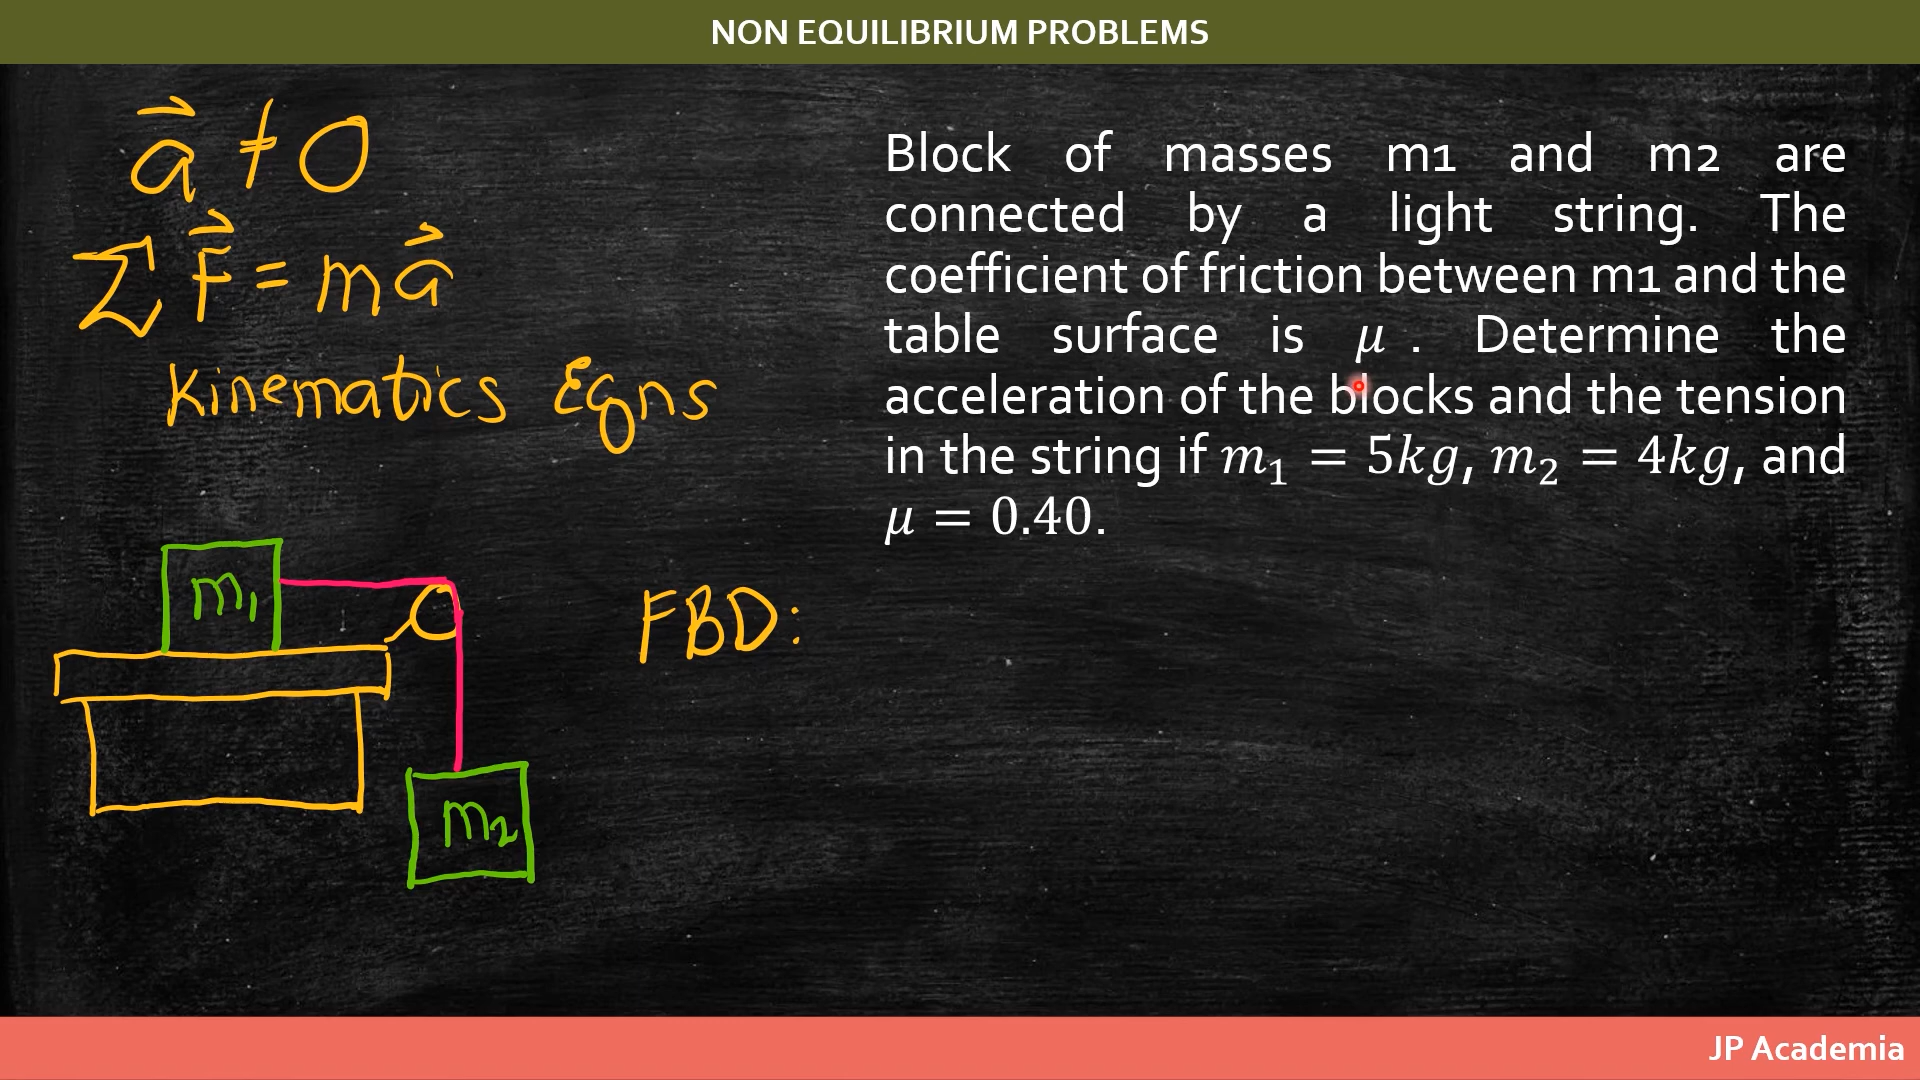 NON EQUILIBRIUM PROBLEMS
a⃗ ≠ 0
∑ F⃗ = m a⃗
Kinematics Eqns
Block of masses m1 and m2 are
connected by a light string. The
coefficient of friction between m1 and the
table surface is μ . Determine the
acceleration of the blocks and the tension
in the string if m₁ = 5kg, m₂ = 4kg, and
μ = 0.40.
m₁
m₂
FBD:
JP Academia